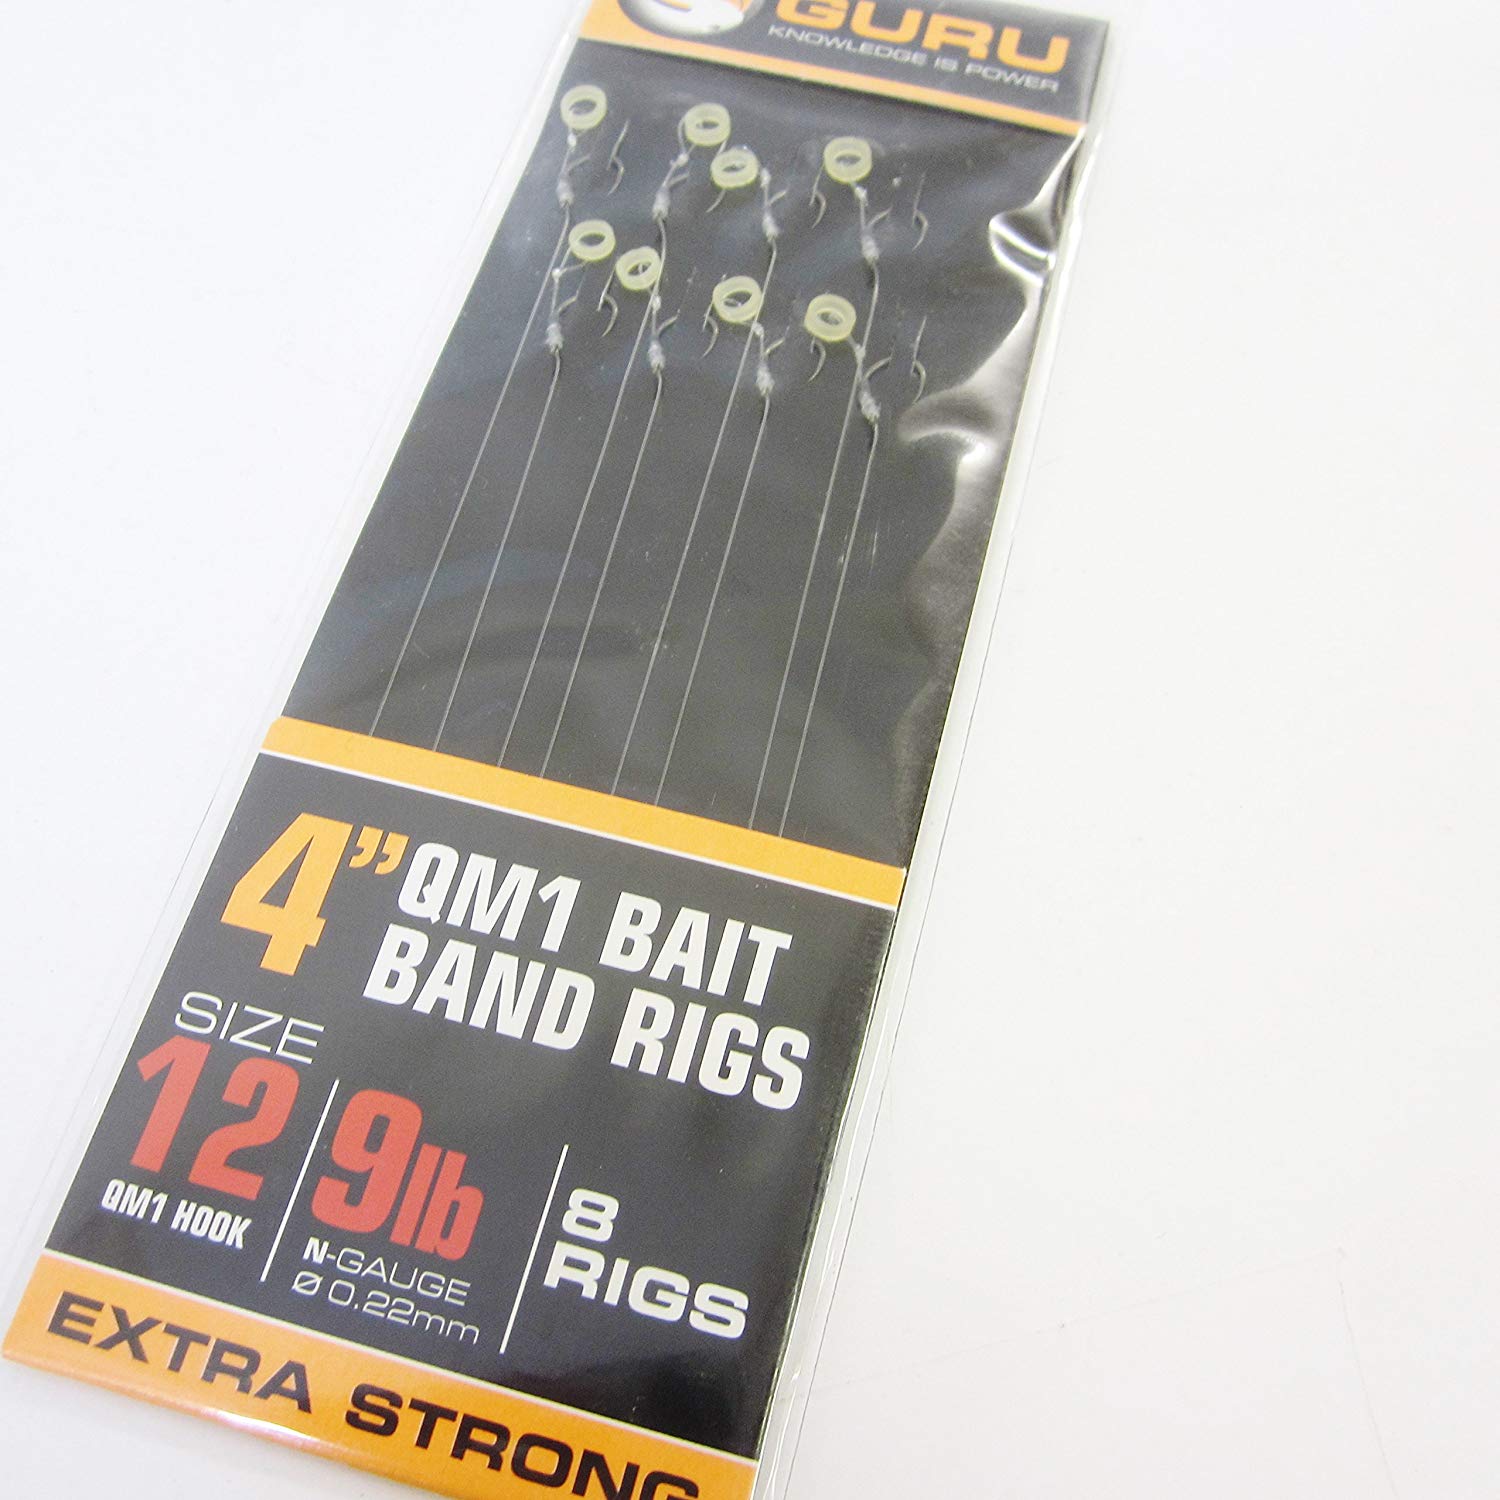 GURU
KNOWLEDGE IS POWER
4” QM1 BAIT
BAND RIGS
SIZE
12
QM1 HOOK
9lb
N-GAUGE
Ø 0.22mm
8
RIGS
EXTRA STRONG